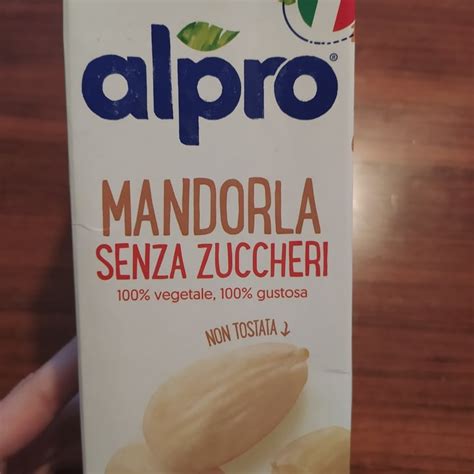 alpro®
MANDORLA
SENZA ZUCCHERI
100% vegetale, 100% gustosa
NON TOSTATA